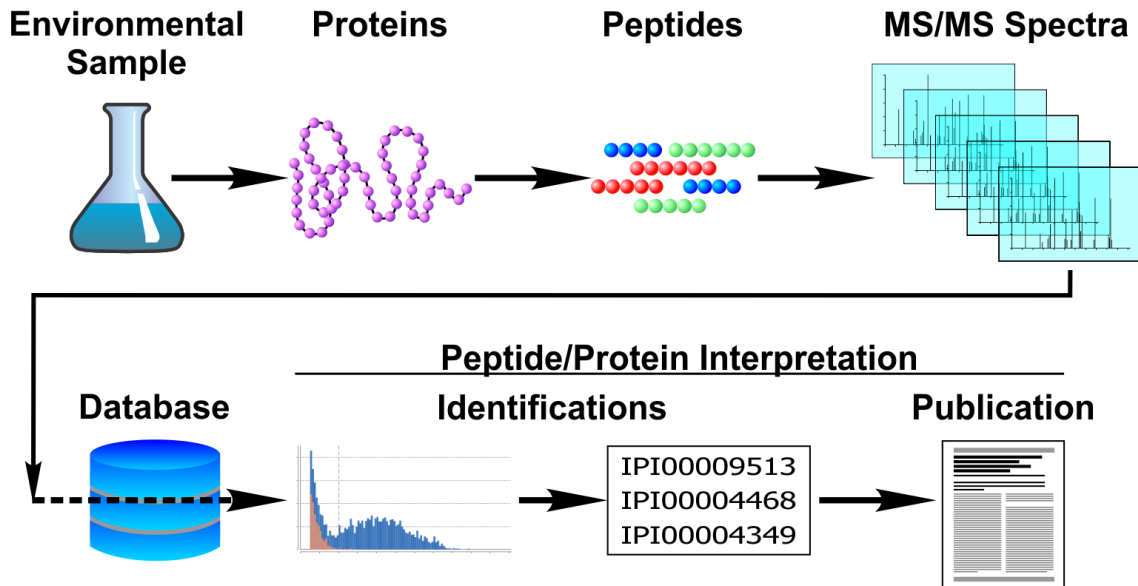 Environmental
Sample
Proteins
Peptides
MS/MS Spectra
Peptide/Protein Interpretation
Database
Identifications
Publication
IPI00009513
IPI00004468
IPI00004349